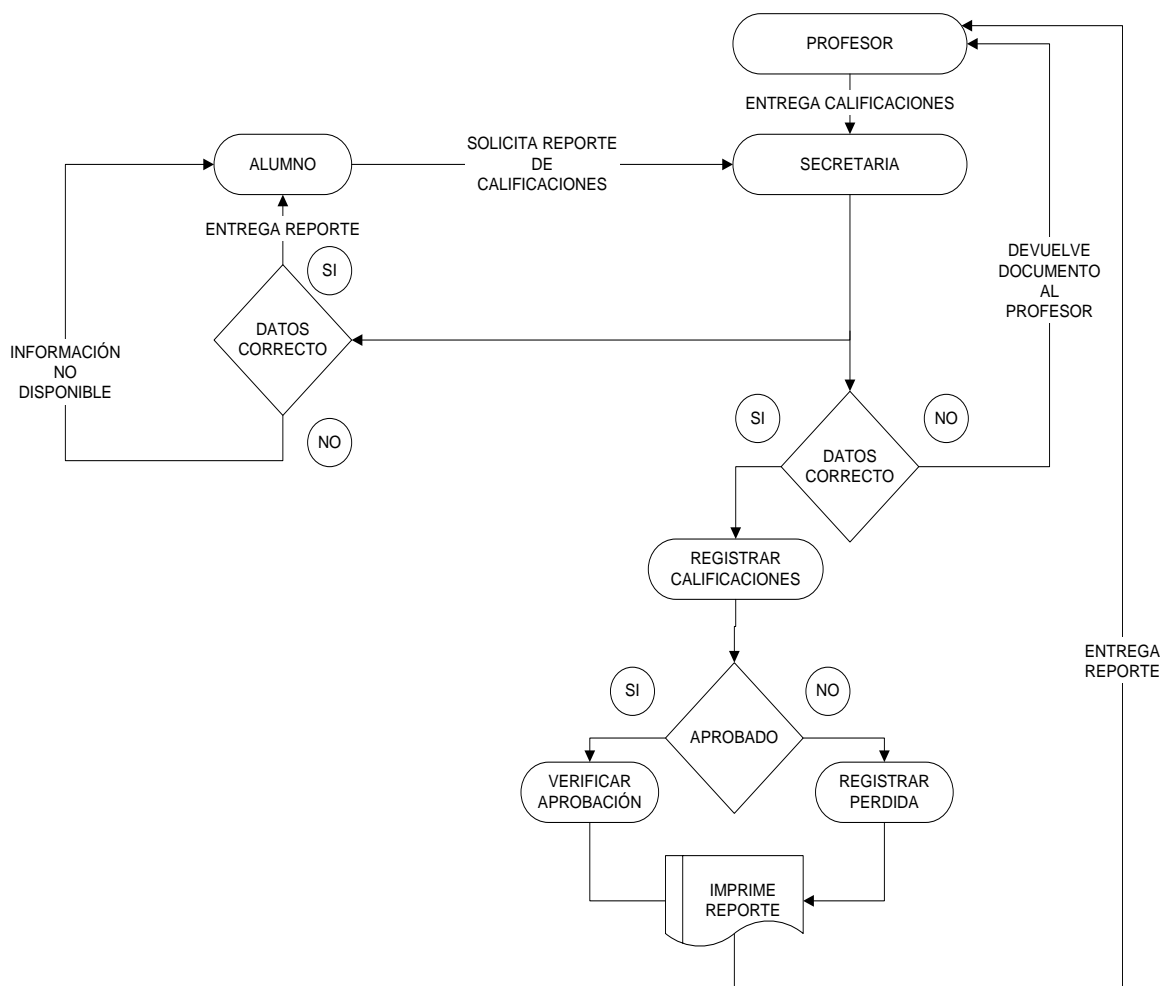 PROFESOR
ENTREGA CALIFICACIONES
ALUMNO
SOLICITA REPORTE
DE
CALIFICACIONES
SECRETARIA
ENTREGA REPORTE
SI
DATOS
CORRECTO
NO
INFORMACIÓN
NO
DISPONIBLE
DEVUELVE
DOCUMENTO
AL
PROFESOR
SI
NO
DATOS
CORRECTO
REGISTRAR
CALIFICACIONES
SI
NO
APROBADO
VERIFICAR
APROBACIÓN
REGISTRAR
PERDIDA
IMPRIME
REPORTE
ENTREGA
REPORTE